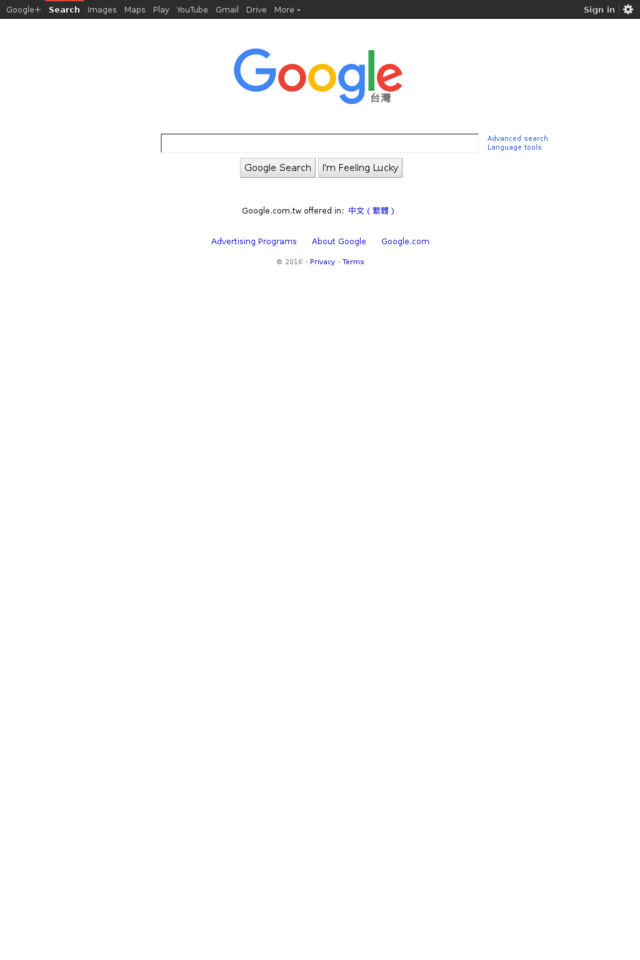 Google+ Search Images Maps Play YouTube Gmail Drive More Sign in
Google
台灣
Advanced search
Language tools
Google Search I'm Feeling Lucky
Google.com.tw offered in: 中文 ( 繁體 )
Advertising Programs About Google Google.com
© 2016 - Privacy - Terms